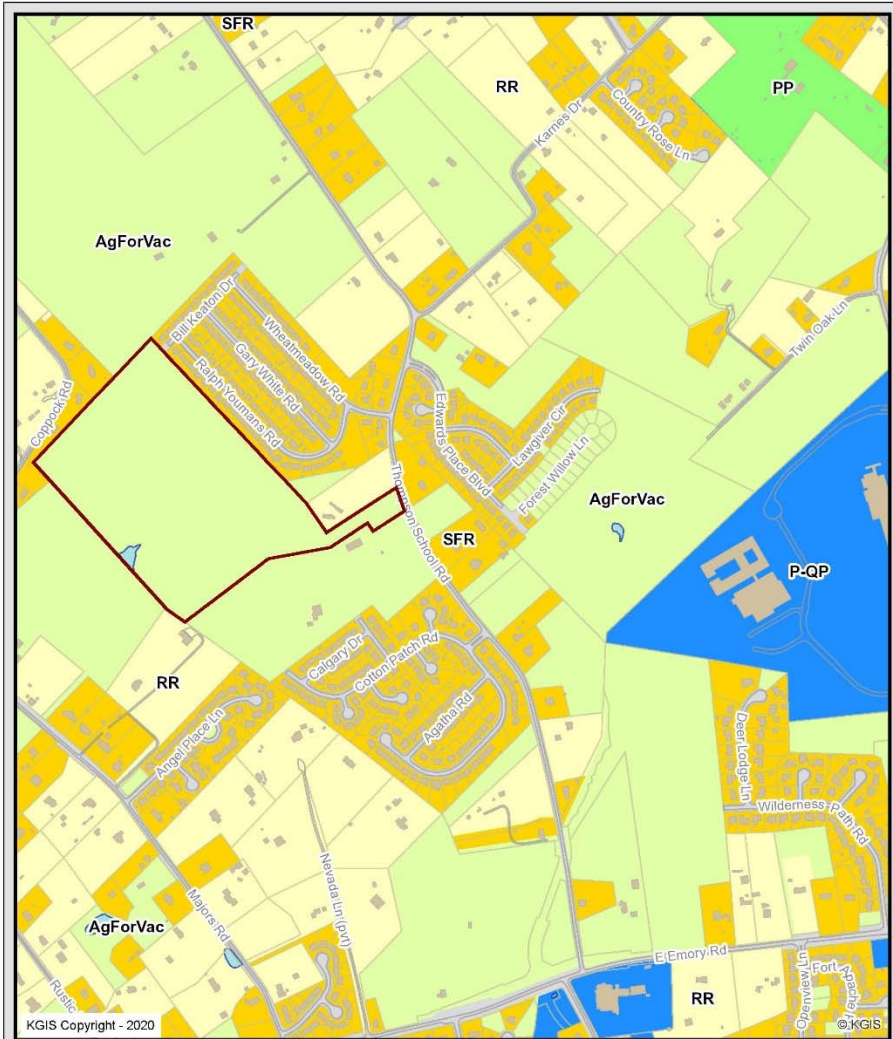 SFR
RR
PP
Country Rose Ln
Karnes Dr
AgForVac
Bill Keaton Dr
Wheatmeadow Rd
Gary White Rd
Ralph Youmans Rd
Coppock Rd
Twin Oak Ln
Edwards Place Blvd
Lawgiver Cir
Forest Willow Ln
Thompson School Rd
AgForVac
SFR
P-QP
Calgary Dr
Cotton Patch Rd
Agatha Rd
RR
Angel Place Ln
Deer Lodge Ln
Wilderness Path Rd
Nevada Ln (pvt)
Majors Rd
AgForVac
Rustic
E Emory Rd
RR
Openview Ln
Fort
Apache
KGIS Copyright - 2020
© KGIS